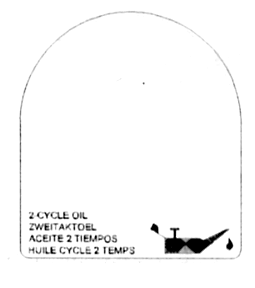 2-CYCLE OIL
ZWEITAKTOEL
ACEITE 2 TIEMPOS
HUILE CYCLE 2 TEMPS